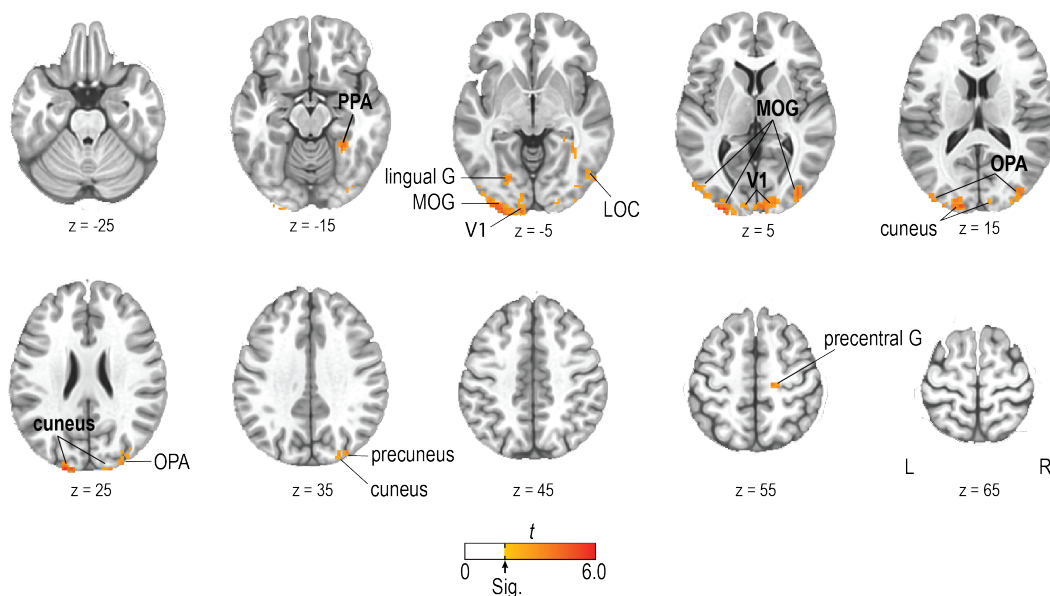 PPA
MOG
lingual G
MOG
V1
LOC
V1
OPA
cuneus
z = -25
z = -15
z = -5
z = 5
z = 15
precentral G
cuneus
OPA
precuneus
cuneus
L
R
z = 25
z = 35
z = 45
z = 55
z = 65
t
0
6.0
Sig.